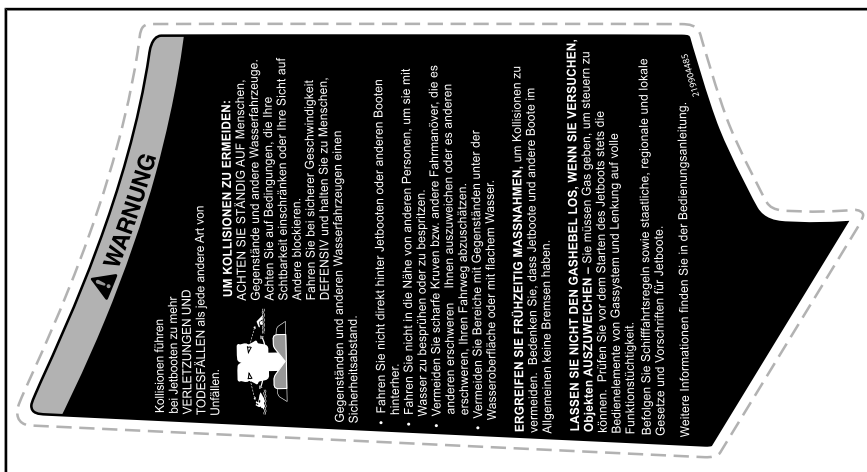 WARNUNG
Kollisionen führen
bei Jetbooten zu mehr
VERLETZUNGEN UND
TODESFÄLLEN als jede andere Art von
Unfällen.
UM KOLLISIONEN ZU ERMEIDEN:
ACHTEN SIE STÄNDIG AUF Menschen,
Gegenstände und andere Wasserfahrzeuge.
Achten Sie auf Bedingungen, die Ihre
Schtbarkeit einschränken oder Ihre Sicht auf
Andere blockieren.
Fahren Sie bei sicherer Geschwindigkeit
DEFENSIV und halten Sie zu Menschen,
Gegenständen und anderen Wasserfahrzeugen einen
Sicherheitsabstand.
• Fahren Sie nicht direkt hinter Jetbooten oder anderen Booten
hinterher.
• Fahren Sie nicht in die Nähe von anderen Personen, um sie mit
Wasser zu besprühen oder zu bespritzen.
• Vermeiden Sie scharfe Kruven bzw. andere Fahrmanöver, die es
anderen erschweren Ihnen auszuweichen oder es anderen
erschweren, Ihren Fahrweg abzuschätzen.
• Vermeiden Sie Bereiche mit Gegenständen unter der
Wasseroberfläche oder mit flachem Wasser.
ERGREIFEN SIE FRÜHZEITIG MASSNAHMEN, um Kollisionen zu
vermeiden. Bedenken Sie, dass Jetboote und andere Boote im
Allgemeinen keine Bremsen haben.
LASSEN SIE NICHT DEN GASHEBEL LOS, WENN SIE VERSUCHEN,
Objekten AUSZUWEICHEN – Sie müssen Gas geben, um steuern zu
können. Prüfen Sie vor dem Starten des Jetboots stets die
Bedienelemente von Gassystem und Lenkung auf volle
Funktionstüchtigkeit.
Befolgen Sie Schifffahrtsregeln sowie staatliche, regionale und lokale
Gesetze und Vorschriften für Jetboote.
Weitere Informationen finden Sie in der Bedienungsanleitung.
219904485